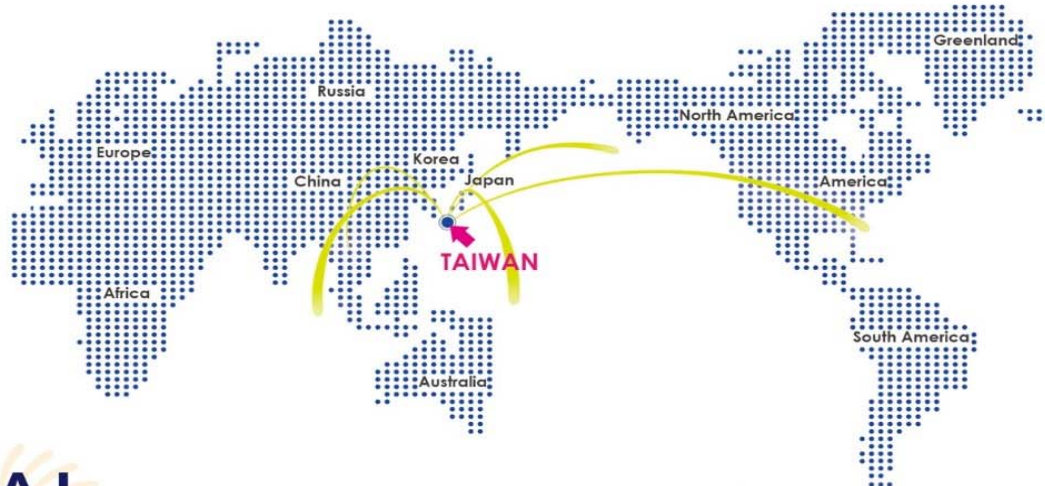 Greenland
Russia
North America
Europe
Korea
China
Japan
America
TAIWAN
Africa
South America
Australia